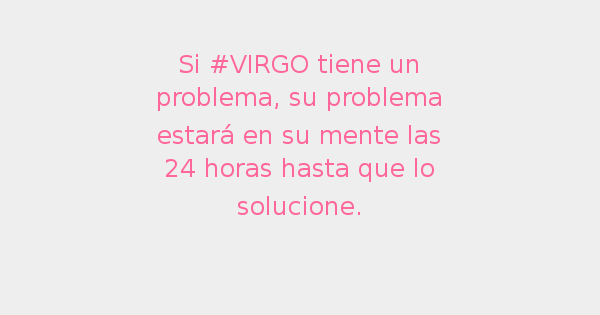 Si #VIRGO tiene un
problema, su problema
estará en su mente las
24 horas hasta que lo
solucione.